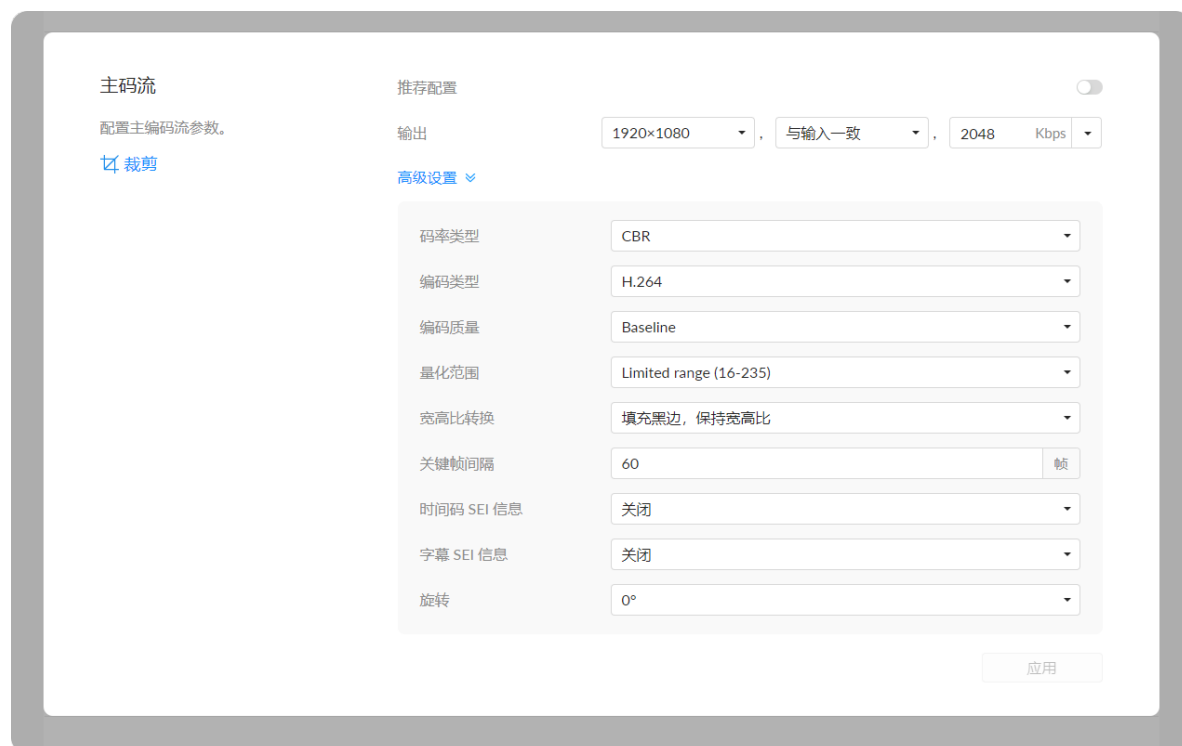 主码流
配置主编码流参数。
裁剪
推荐配置
输出 1920×1080 , 与输入一致 , 2048 Kbps
高级设置
码率类型 CBR
编码类型 H.264
编码质量 Baseline
量化范围 Limited range (16-235)
宽高比转换 填充黑边，保持宽高比
关键帧间隔 60 帧
时间码 SEI 信息 关闭
字幕 SEI 信息 关闭
旋转 0°
应用